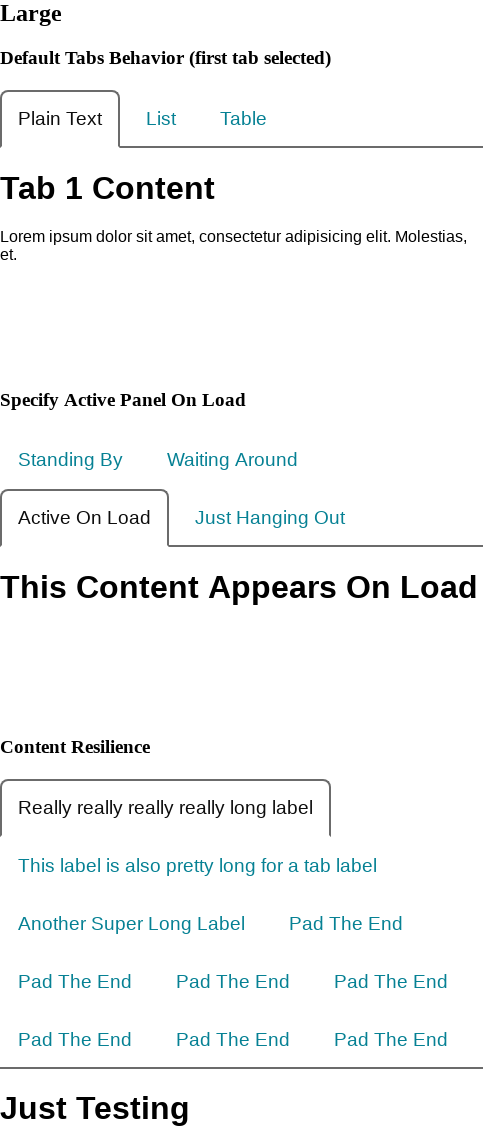 Large
Default Tabs Behavior (first tab selected)
Plain Text List Table
Tab 1 Content
Lorem ipsum dolor sit amet, consectetur adipisicing elit. Molestias,
et.
Specify Active Panel On Load
Standing By Waiting Around
Active On Load Just Hanging Out
This Content Appears On Load
Content Resilience
Really really really really long label
This label is also pretty long for a tab label
Another Super Long Label Pad The End
Pad The End Pad The End Pad The End
Pad The End Pad The End Pad The End
Just Testing